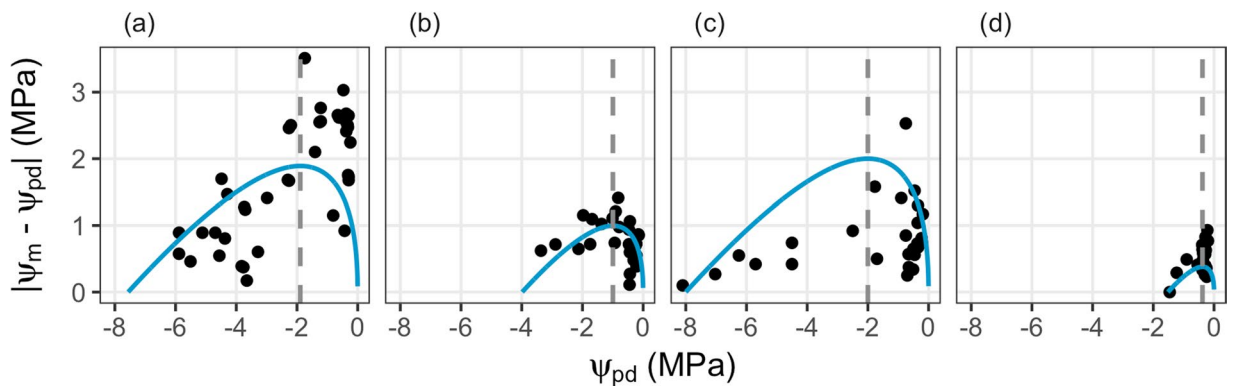 (a) (b) (c) (d)
|ψm - ψpd| (MPa)
3
2
1
0
-8 -6 -4 -2 0 -8 -6 -4 -2 0 -8 -6 -4 -2 0 -8 -6 -4 -2 0
ψpd (MPa)